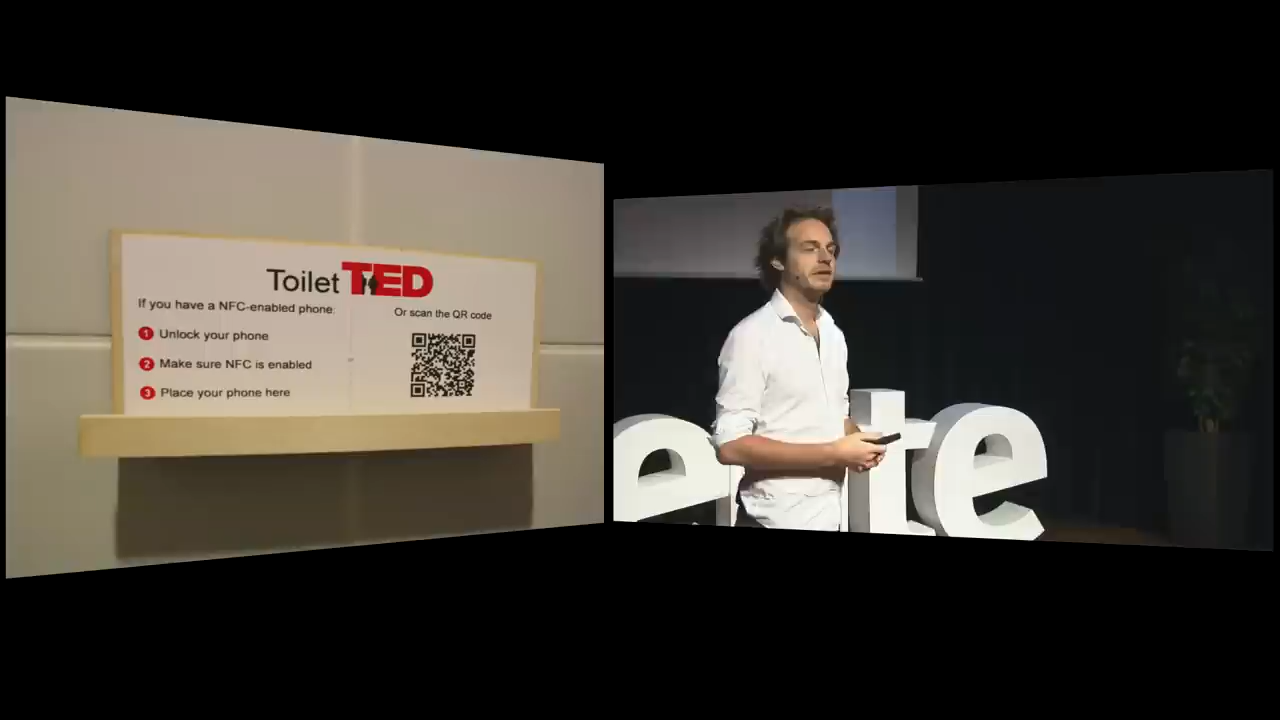 Toilet TED
If you have a NFC-enabled phone:
1 Unlock your phone
2 Make sure NFC is enabled
3 Place your phone here
Or scan the QR code
e te